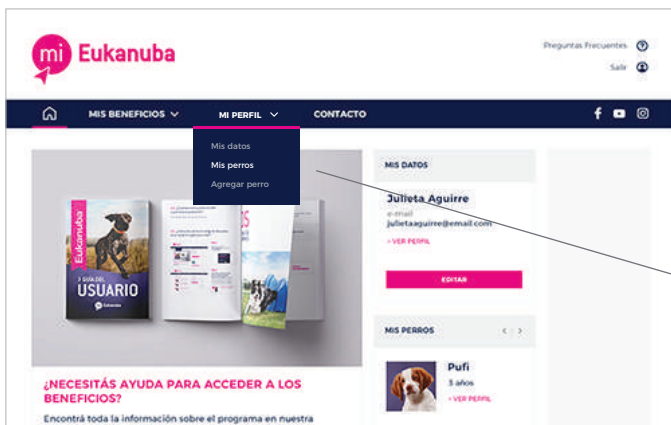 mi Eukanuba
Preguntas Frecuentes
Salir
MIS BENEFICIOS
MI PERFIL
CONTACTO
Mis datos
Mis perros
Agregar perro
Eukanuba
GUÍA DEL
USUARIO
Eukanuba
MIS DATOS
Julieta Aguirre
e-mail
julietaaguirre@email.com
> VER PERFIL
EDITAR
MIS PERROS
Pufi
3 años
> VER PERFIL
¿NECESITÁS AYUDA PARA ACCEDER A LOS
BENEFICIOS?
Encontrá toda la información sobre el programa en nuestra